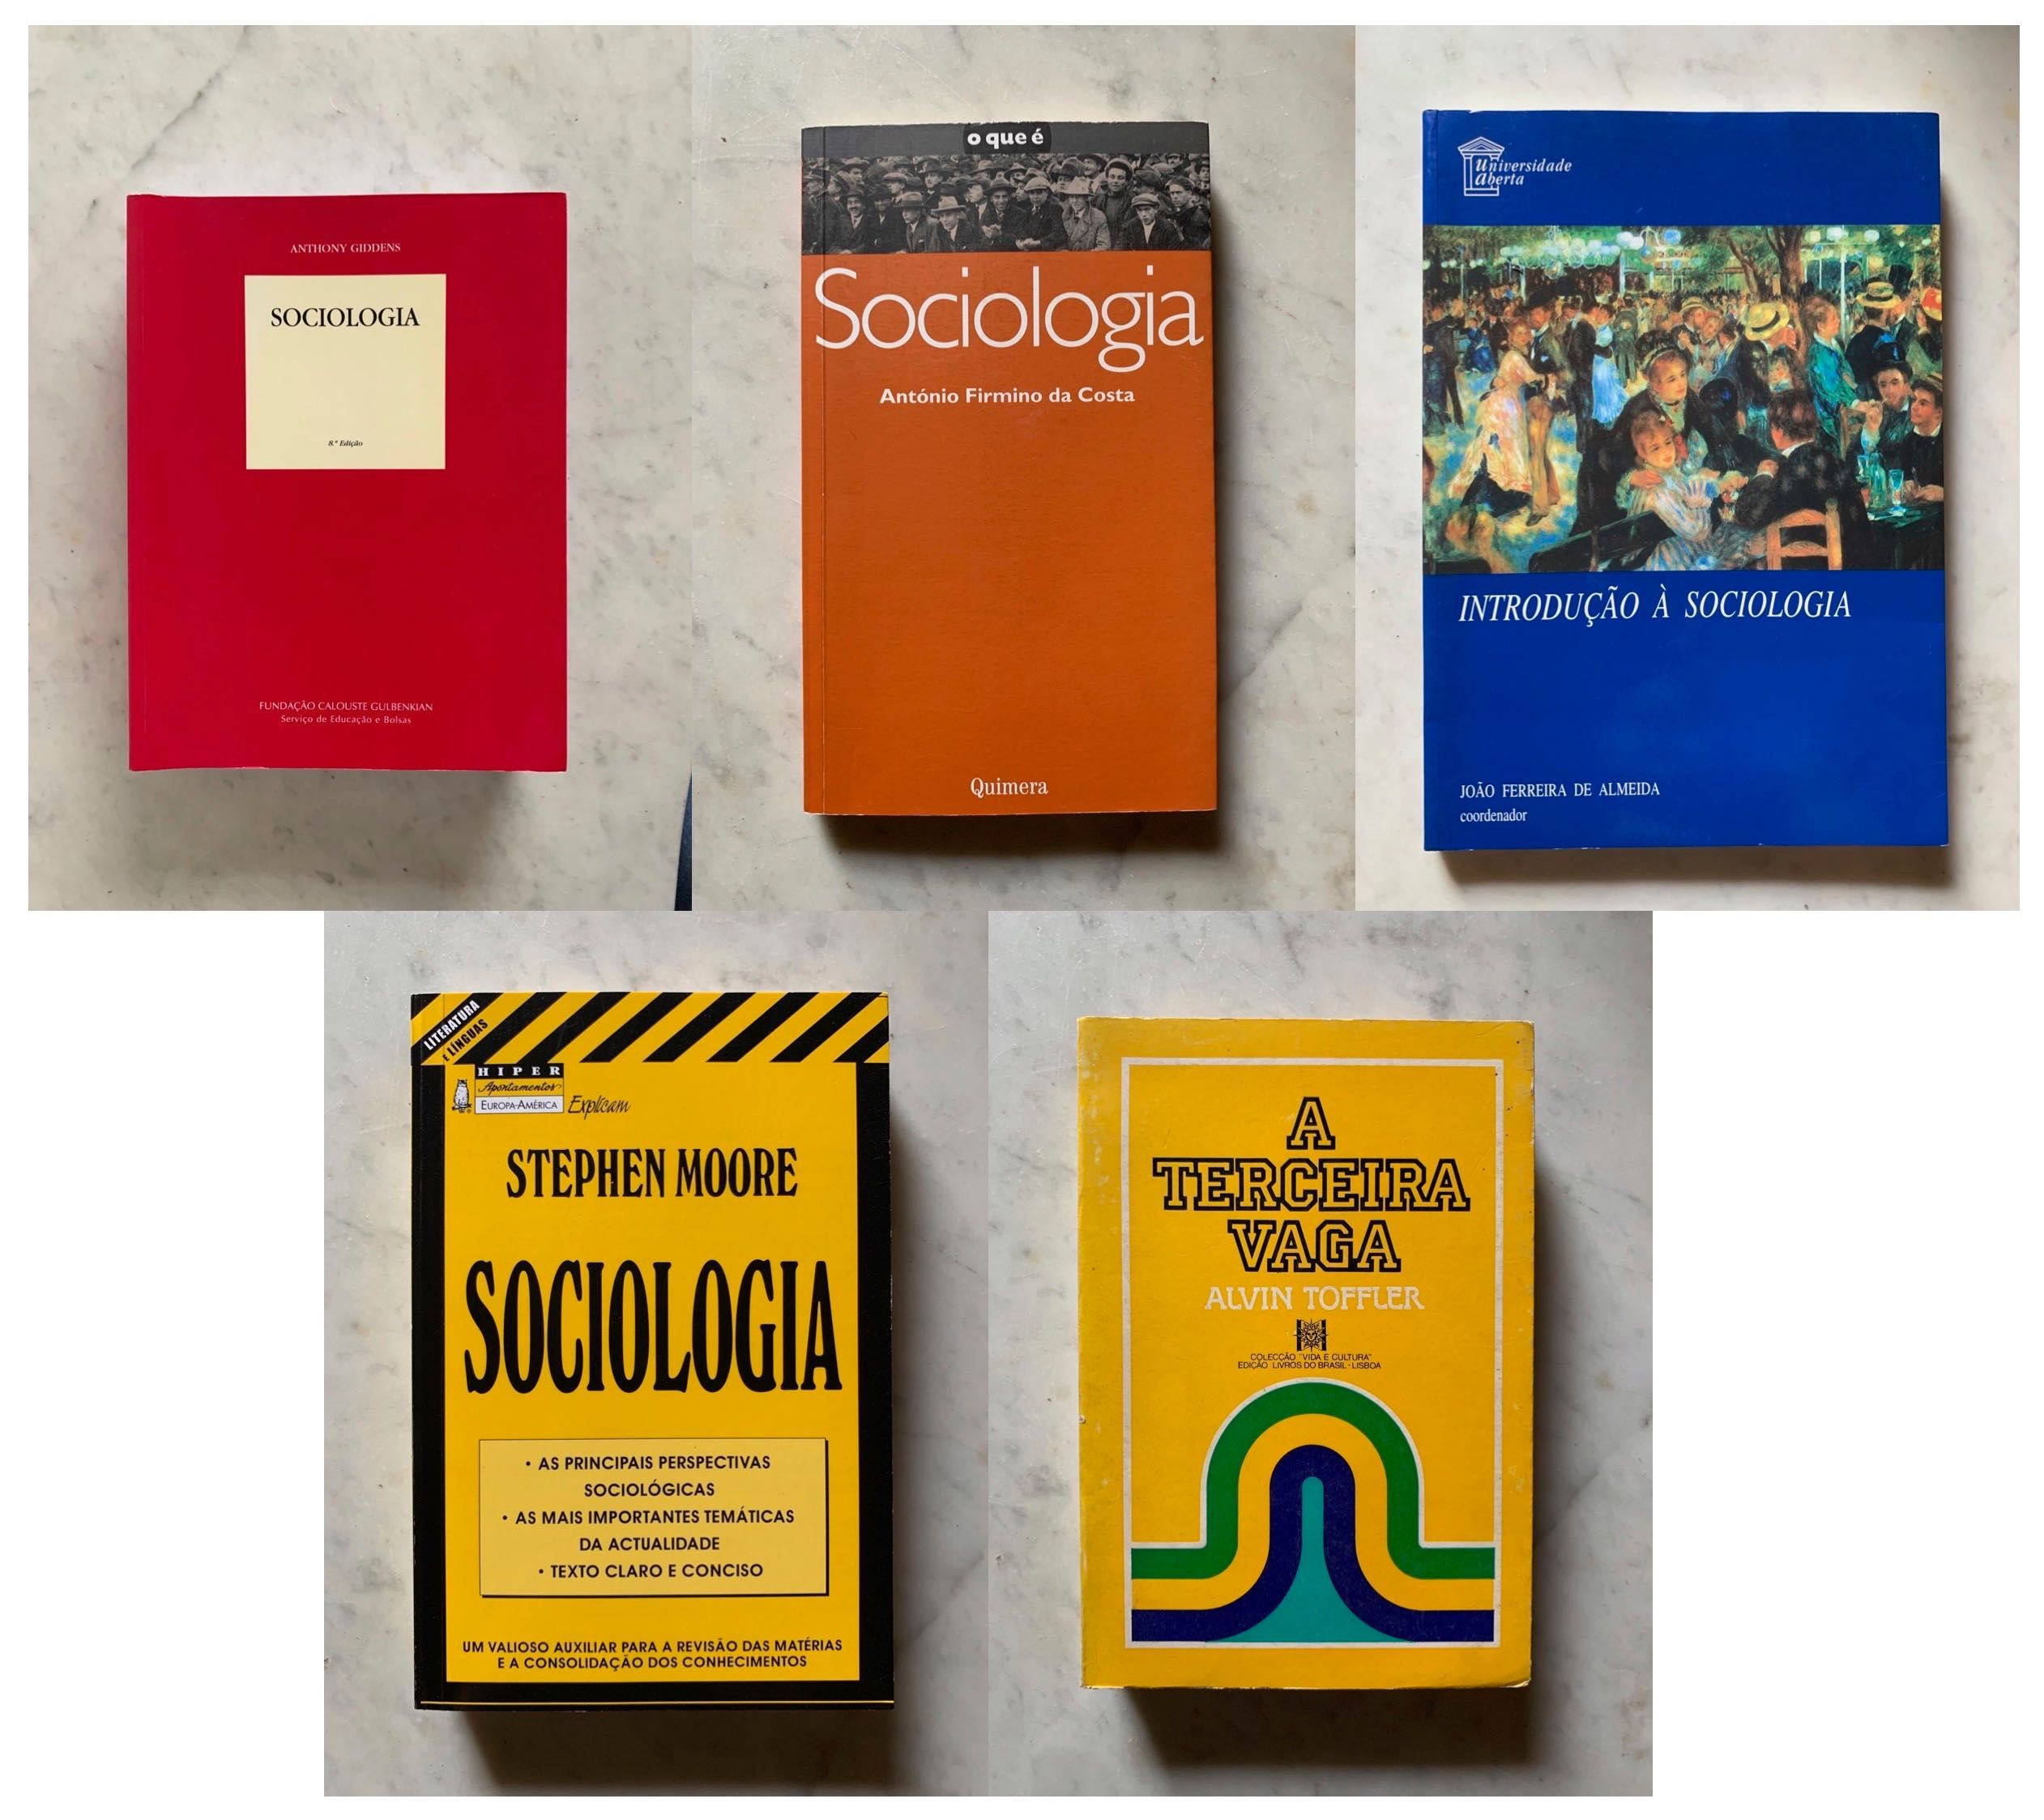 ANTHONY GIDDENS
SOCIOLOGIA
8.ª Edição
FUNDAÇÃO CALOUSTE GULBENKIAN
Serviço de Educação e Bolsas
o que é
Sociologia
António Firmino da Costa
Quimera
Universidade
Aberta
INTRODUÇÃO À SOCIOLOGIA
JOÃO FERREIRA DE ALMEIDA
coordenador
LITERATURA
E LÍNGUAS
HIPER
Apontamentos
EUROPA-AMÉRICA Explicam
STEPHEN MOORE
SOCIOLOGIA
• AS PRINCIPAIS PERSPECTIVAS
SOCIOLÓGICAS
• AS MAIS IMPORTANTES TEMÁTICAS
DA ACTUALIDADE
• TEXTO CLARO E CONCISO
UM VALIOSO AUXILIAR PARA A REVISÃO DAS MATÉRIAS
E A CONSOLIDAÇÃO DOS CONHECIMENTOS
A
TERCEIRA
VAGA
ALVIN TOFFLER
COLECÇÃO "VIDA E CULTURA"
EDIÇÃO LIVROS DO BRASIL · LISBOA